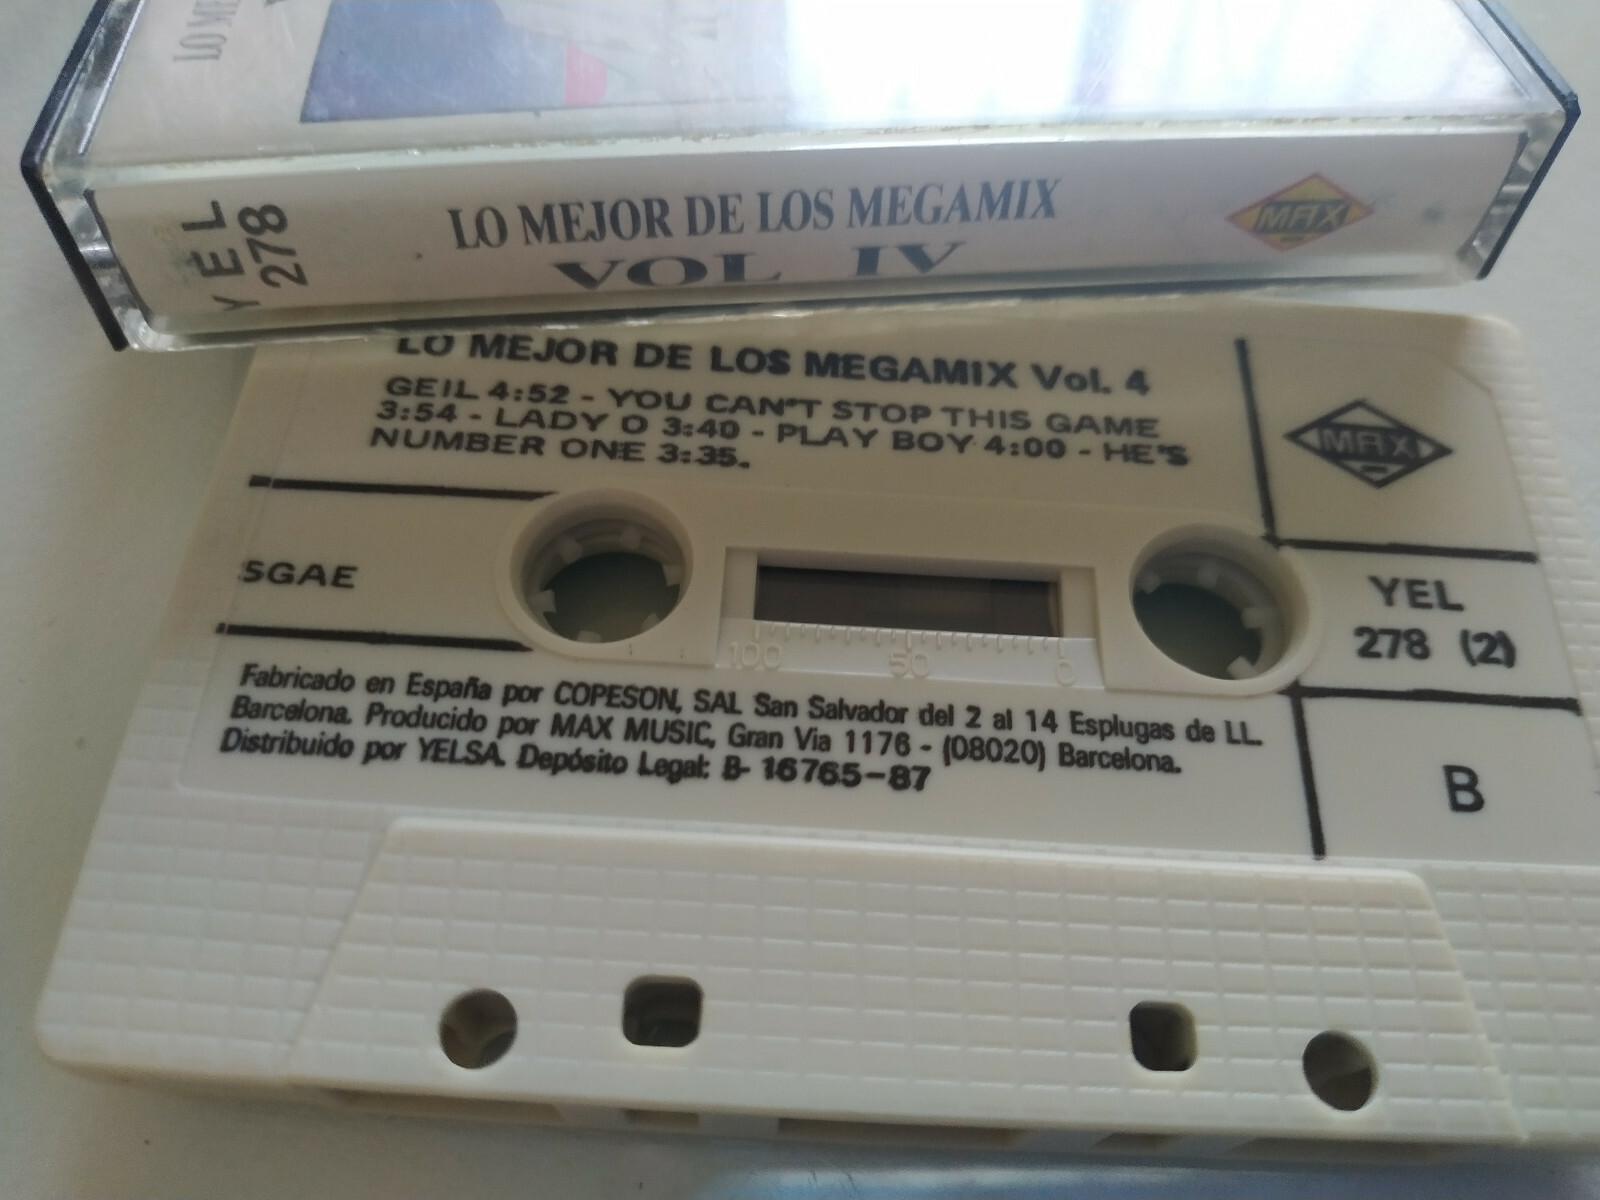 LO ME
YEL
278
LO MEJOR DE LOS MEGAMIX
VOL IV
MAX
LO MEJOR DE LOS MEGAMIX Vol. 4
GEIL 4:52 - YOU CAN'T STOP THIS GAME
3:54 - LADY O 3:40 - PLAY BOY 4:00 - HE'S
NUMBER ONE 3:35.
MAX
SGAE
YEL
278 (2)
100 50 0
Fabricado en España por COPESON, SAL San Salvador del 2 al 14 Esplugas de LL.
Barcelona. Producido por MAX MUSIC, Gran Via 1176 - (08020) Barcelona.
Distribuido por YELSA. Depósito Legal: B- 16765-87
B